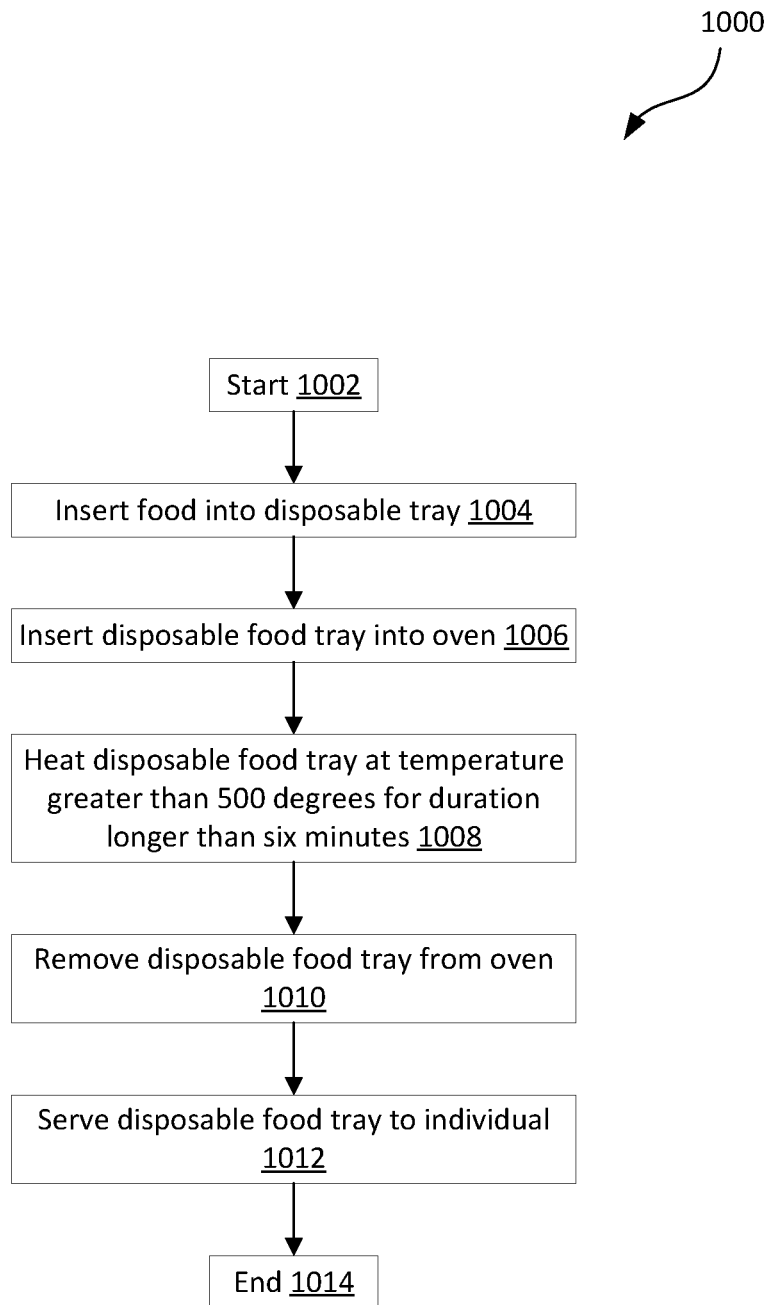 1000
Start 1002
Insert food into disposable tray 1004
Insert disposable food tray into oven 1006
Heat disposable food tray at temperature
greater than 500 degrees for duration
longer than six minutes 1008
Remove disposable food tray from oven
1010
Serve disposable food tray to individual
1012
End 1014